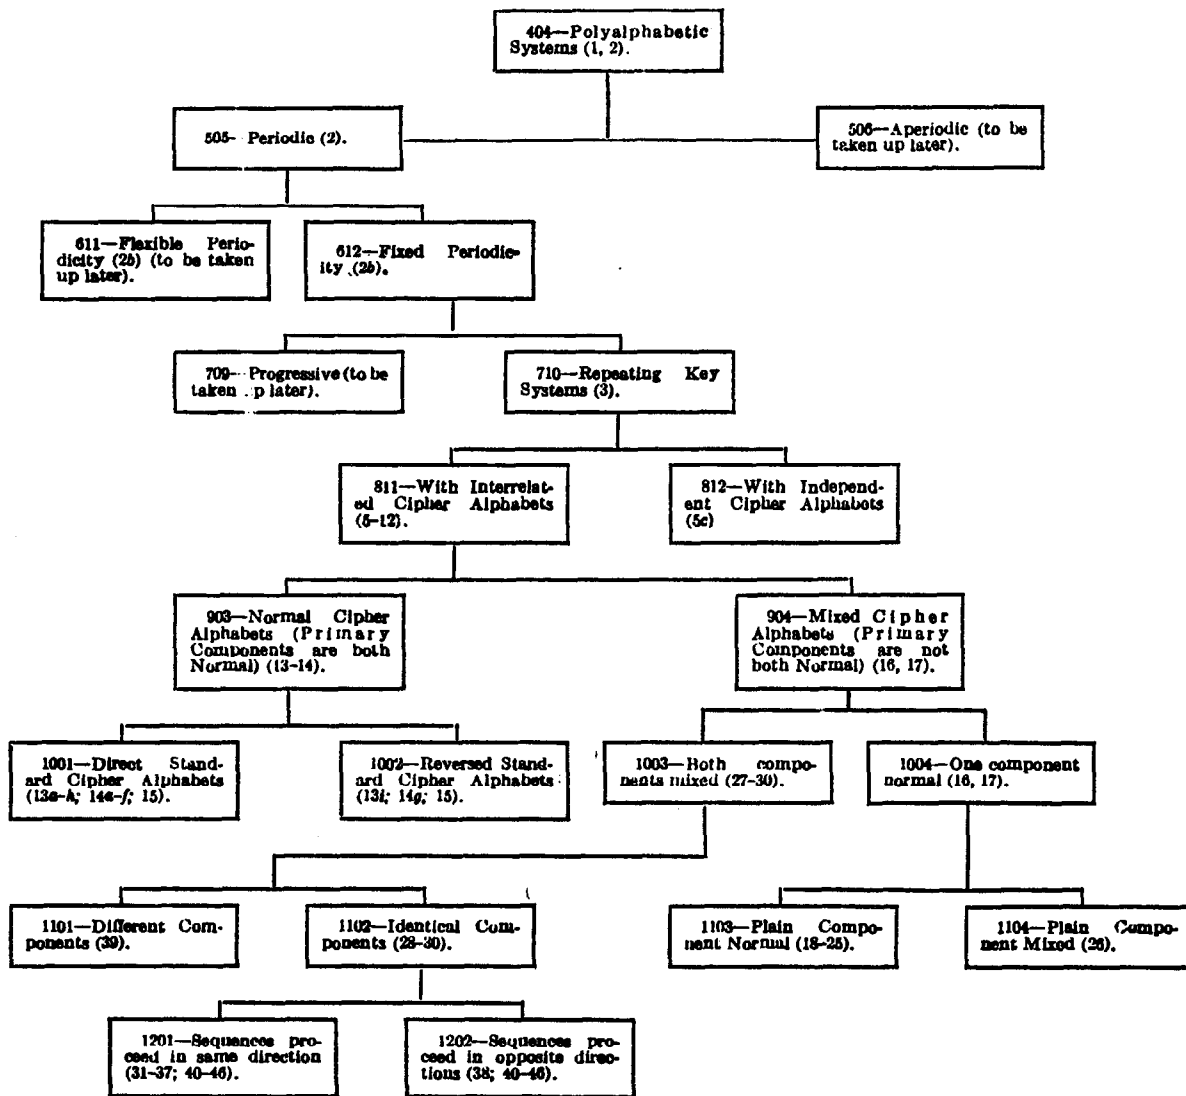 404—Polyalphabetic
Systems (1, 2).
505- Periodic (2).
506—Aperiodic (to be
taken up later).
611—Flexible Perio-
dicity (2b) (to be taken
up later).
612—Fixed Periodic-
ity (2b).
709- Progressive (to be
taken p later).
710—Repeating Key
Systems (3).
811—With Interrelat-
ed Cipher Alphabets
(5-12).
812—With Independ-
ent Cipher Alphabets
(5c)
903—Normal Cipher
Alphabets (Primary
Components are both
Normal) (13-14).
904—Mixed Cipher
Alphabets (Primary
Components are not
both Normal) (16, 17).
1001—Direct Stand-
ard Cipher Alphabets
(13a-h; 14a-f; 15).
1002—Reversed Stand-
ard Cipher Alphabets
(13i; 14g; 15).
1003—Both compo-
nents mixed (27-30).
1004—One component
normal (16, 17).
1101—Different Com-
ponents (39).
1102—Identical Com-
ponents (28-30).
1103—Plain Compo-
nent Normal (18-25).
1104—Plain Compo-
nent Mixed (26).
1201—Sequences pro-
ceed in same direction
(31-37; 40-46).
1202—Sequences pro-
ceed in opposite direc-
tions (38; 40-46).